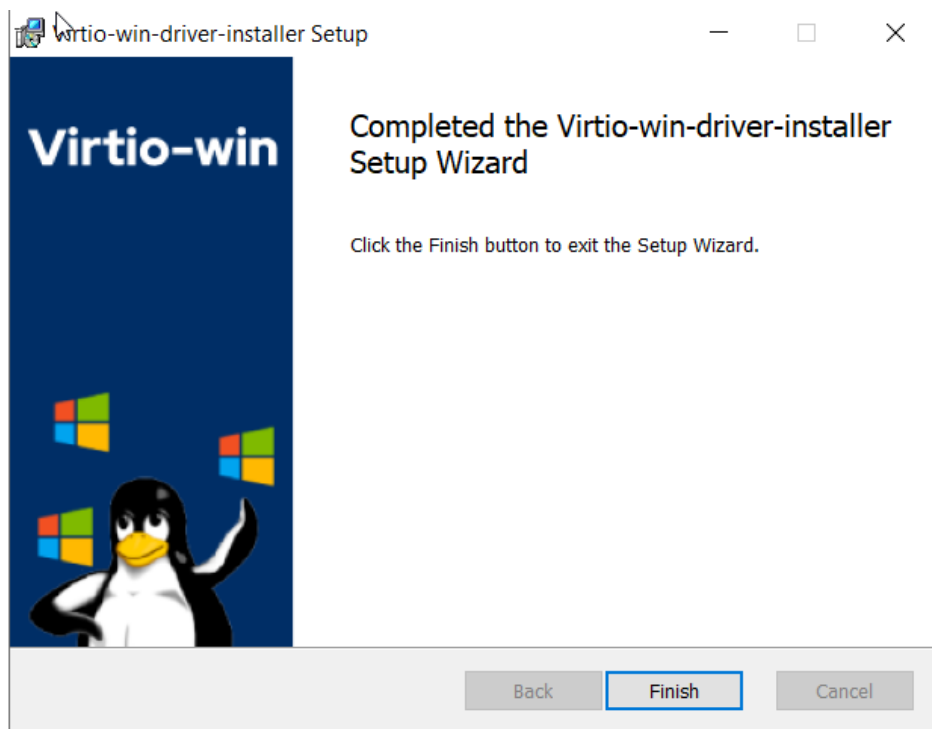 Virtio-win-driver-installer Setup
Virtio-win
Completed the Virtio-win-driver-installer
Setup Wizard
Click the Finish button to exit the Setup Wizard.
Back
Finish
Cancel